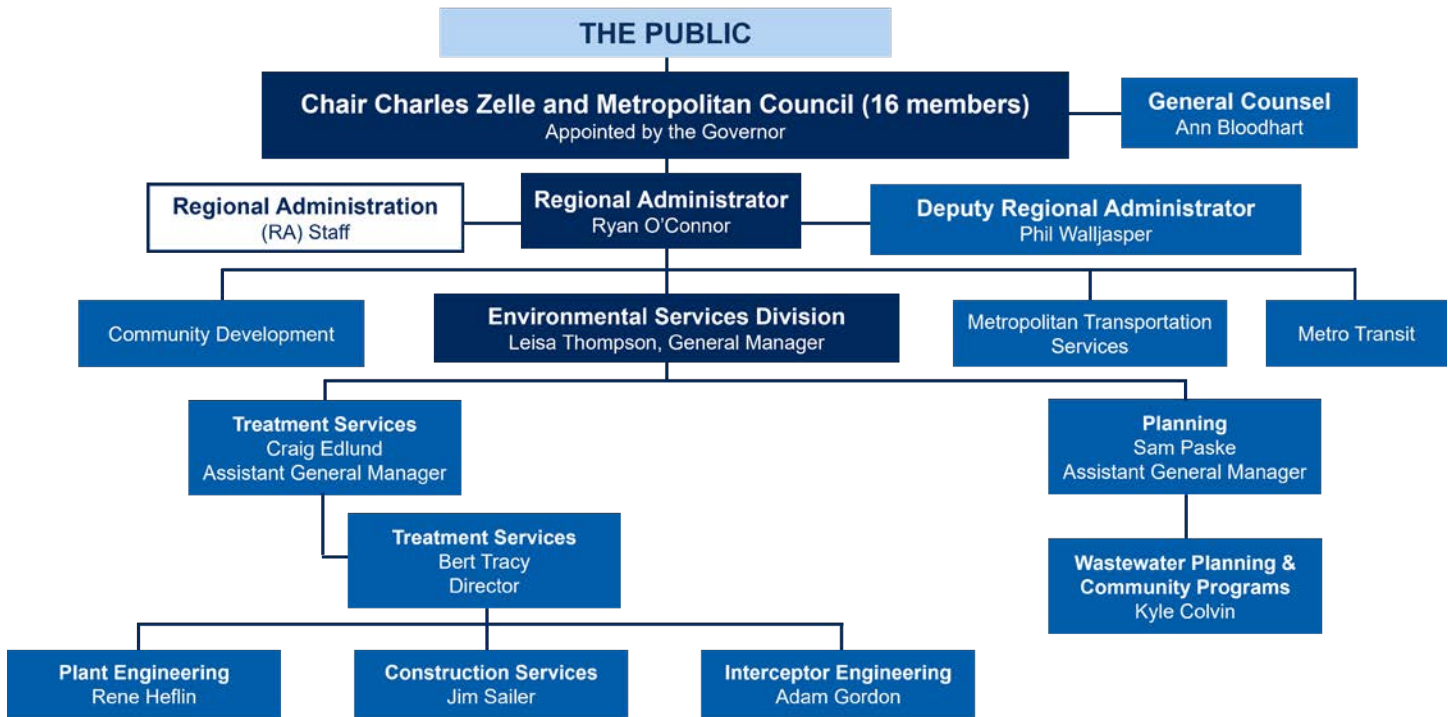 THE PUBLIC
Chair Charles Zelle and Metropolitan Council (16 members)
Appointed by the Governor
General Counsel
Ann Bloodhart
Regional Administration
(RA) Staff
Regional Administrator
Ryan O'Connor
Deputy Regional Administrator
Phil Walljasper
Community Development
Environmental Services Division
Leisa Thompson, General Manager
Metropolitan Transportation
Services
Metro Transit
Treatment Services
Craig Edlund
Assistant General Manager
Planning
Sam Paske
Assistant General Manager
Treatment Services
Bert Tracy
Director
Wastewater Planning &
Community Programs
Kyle Colvin
Plant Engineering
Rene Heflin
Construction Services
Jim Sailer
Interceptor Engineering
Adam Gordon